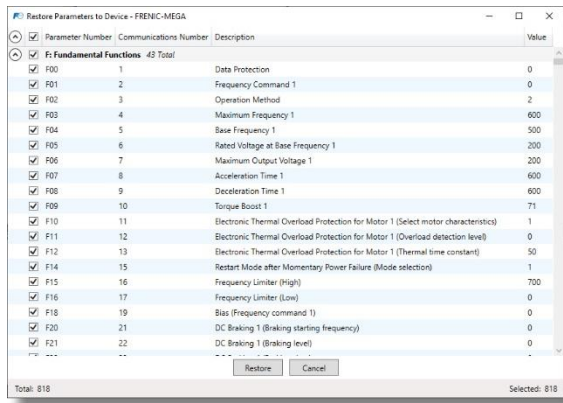 Restore Parameters to Device - FRENIC-MEGA
Parameter Number Communications Number Description Value
F: Fundamental Functions 43 Total
F00 1 Data Protection 0
F01 2 Frequency Command 1 0
F02 3 Operation Method 2
F03 4 Maximum Frequency 1 600
F04 5 Base Frequency 1 500
F05 6 Rated Voltage at Base Frequency 1 200
F06 7 Maximum Output Voltage 1 200
F07 8 Acceleration Time 1 600
F08 9 Deceleration Time 1 600
F09 10 Torque Boost 1 71
F10 11 Electronic Thermal Overload Protection for Motor 1 (Select motor characteristics) 1
F11 12 Electronic Thermal Overload Protection for Motor 1 (Overload detection level) 0
F12 13 Electronic Thermal Overload Protection for Motor 1 (Thermal time constant) 50
F14 15 Restart Mode after Momentary Power Failure (Mode selection) 1
F15 16 Frequency Limiter (High) 700
F16 17 Frequency Limiter (Low) 0
F18 19 Bias (Frequency command 1) 0
F20 21 DC Braking 1 (Braking starting frequency) 0
F21 22 DC Braking 1 (Braking level) 0
Restore Cancel
Total: 818 Selected: 818